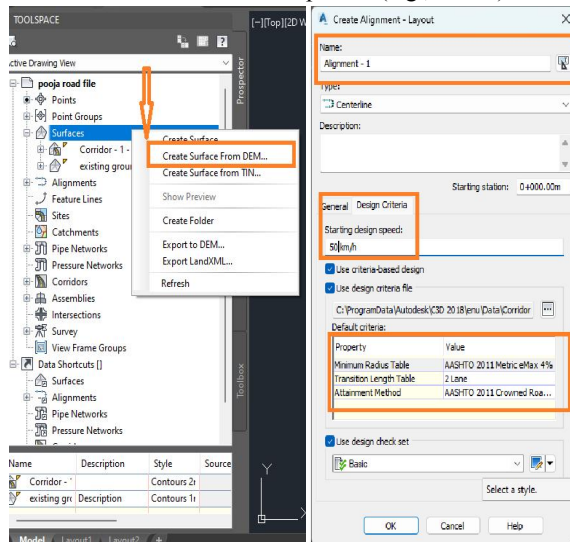 TOOLSPACE
[-][Top][2D W
ctive Drawing View
Prospector
pooja road file
Points
Point Groups
Surfaces
Corridor - 1 -
existing grou
Alignments
Feature Lines
Sites
Catchments
Pipe Networks
Pressure Networks
Corridors
Assemblies
Intersections
Survey
View Frame Groups
Data Shortcuts []
Surfaces
Alignments
Pipe Networks
Pressure Networks
Toolbox
Create Surface...
Create Surface From DEM...
Create Surface from TIN...
Show Preview
Create Folder
Export to DEM...
Export LandXML...
Refresh
Name Description Style Source
Corridor - Contours
existing gr Description Contours
Y
Model Layout1 Layout2 +
Create Alignment - Layout X
Name:
Alignment - 1
Type:
Centerline
Description:
Starting station: 0+000.00m
General Design Criteria
Starting design speed:
50km/h
Use criteria-based design
Use design criteria file
C:\ProgramData\Autodesk\C3D 2018\enu\Data\Corridor ...
Default criteria:
Property Value
Minimum Radius Table AASHTO 2011 Metric eMax 4%
Transition Length Table 2 Lane
Attainment Method AASHTO 2011 Crowned Roa...
Use design check set
Basic
Select a style.
OK Cancel Help